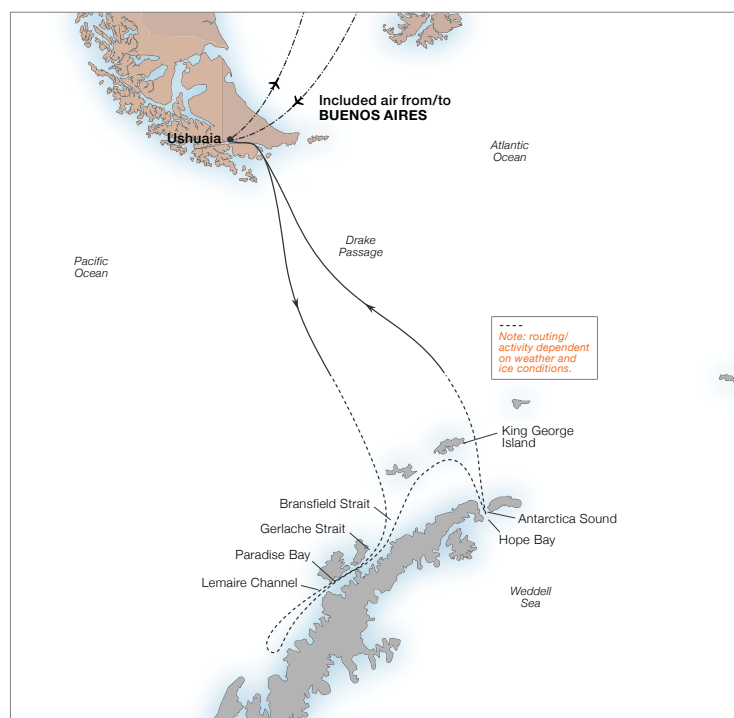 Included air from/to
BUENOS AIRES
Ushuaia
Atlantic
Ocean
Drake
Passage
Pacific
Ocean
Note: routing/
activity dependent
on weather and
ice conditions.
King George
Island
Bransfield Strait
Antarctica Sound
Gerlache Strait
Hope Bay
Paradise Bay
Lemaire Channel
Weddell
Sea